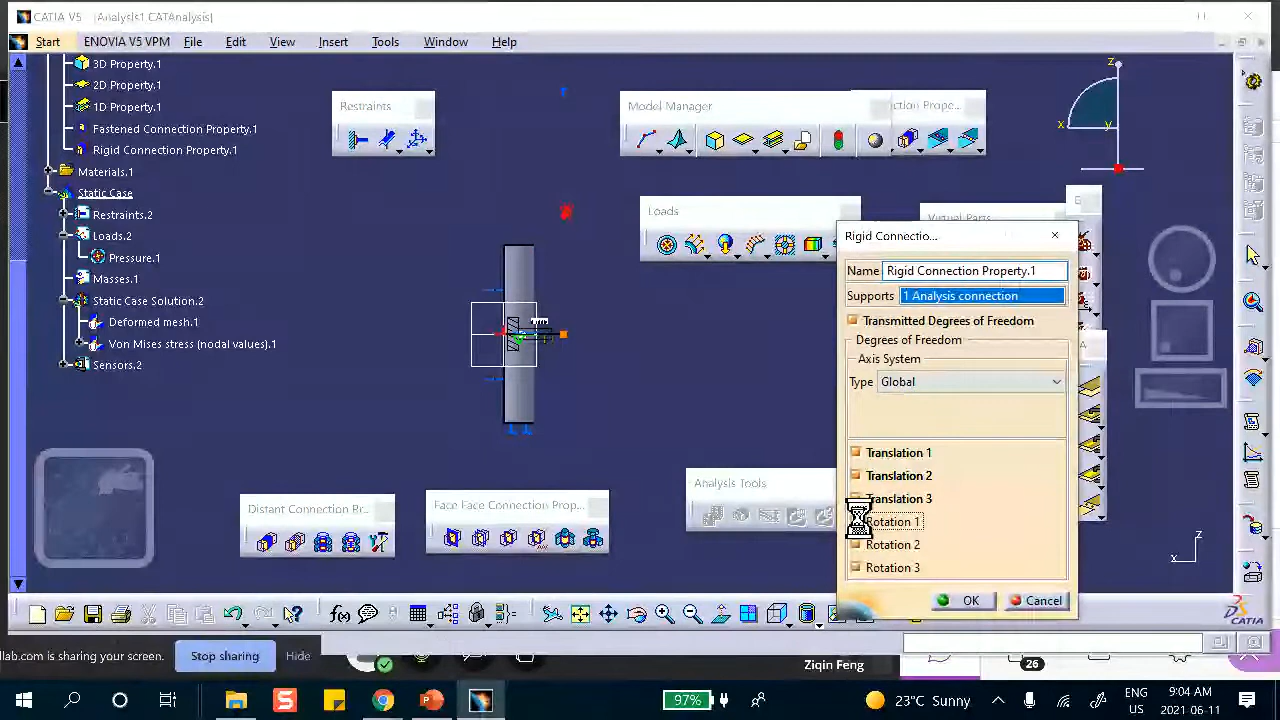 CATIA V5 - [Analysis1.CATAnalysis]
Start ENOVIA V5 VPM File Edit View Insert Tools Window Help
3D Property.1
2D Property.1
1D Property.1
Fastened Connection Property.1
Rigid Connection Property.1
Materials.1
Static Case
Restraints.2
Loads.2
Pressure.1
Masses.1
Static Case Solution.2
Deformed mesh.1
Von Mises stress (nodal values).1
Sensors.2
Restraints
Model Manager
ction Prope...
Loads
Virtual Parts
z
x
y
Rigid Connectio...
Name Rigid Connection Property.1
Supports 1 Analysis connection
Transmitted Degrees of Freedom
Degrees of Freedom
Axis System
Type Global
Translation 1
Translation 2
Translation 3
Rotation 1
Rotation 2
Rotation 3
OK Cancel
Distant Connection Pr...
Face Face Connection Prop...
Analysis Tools
z
x
f(x)
CATIA
llab.com is sharing your screen. Stop sharing Hide
Ziqin Feng
26
97%
23°C Sunny
ENG
US
9:04 AM
2021-06-11